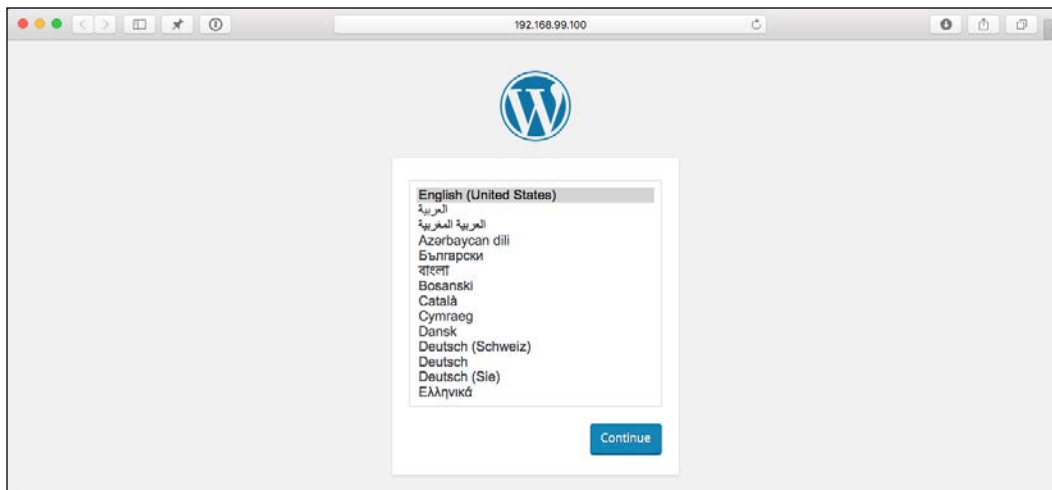 192.168.99.100
English (United States)
العربية
العربية المغربية
Azərbaycan dili
Български
বাংলা
Bosanski
Català
Cymraeg
Dansk
Deutsch (Schweiz)
Deutsch
Deutsch (Sie)
Ελληνικά
Continue